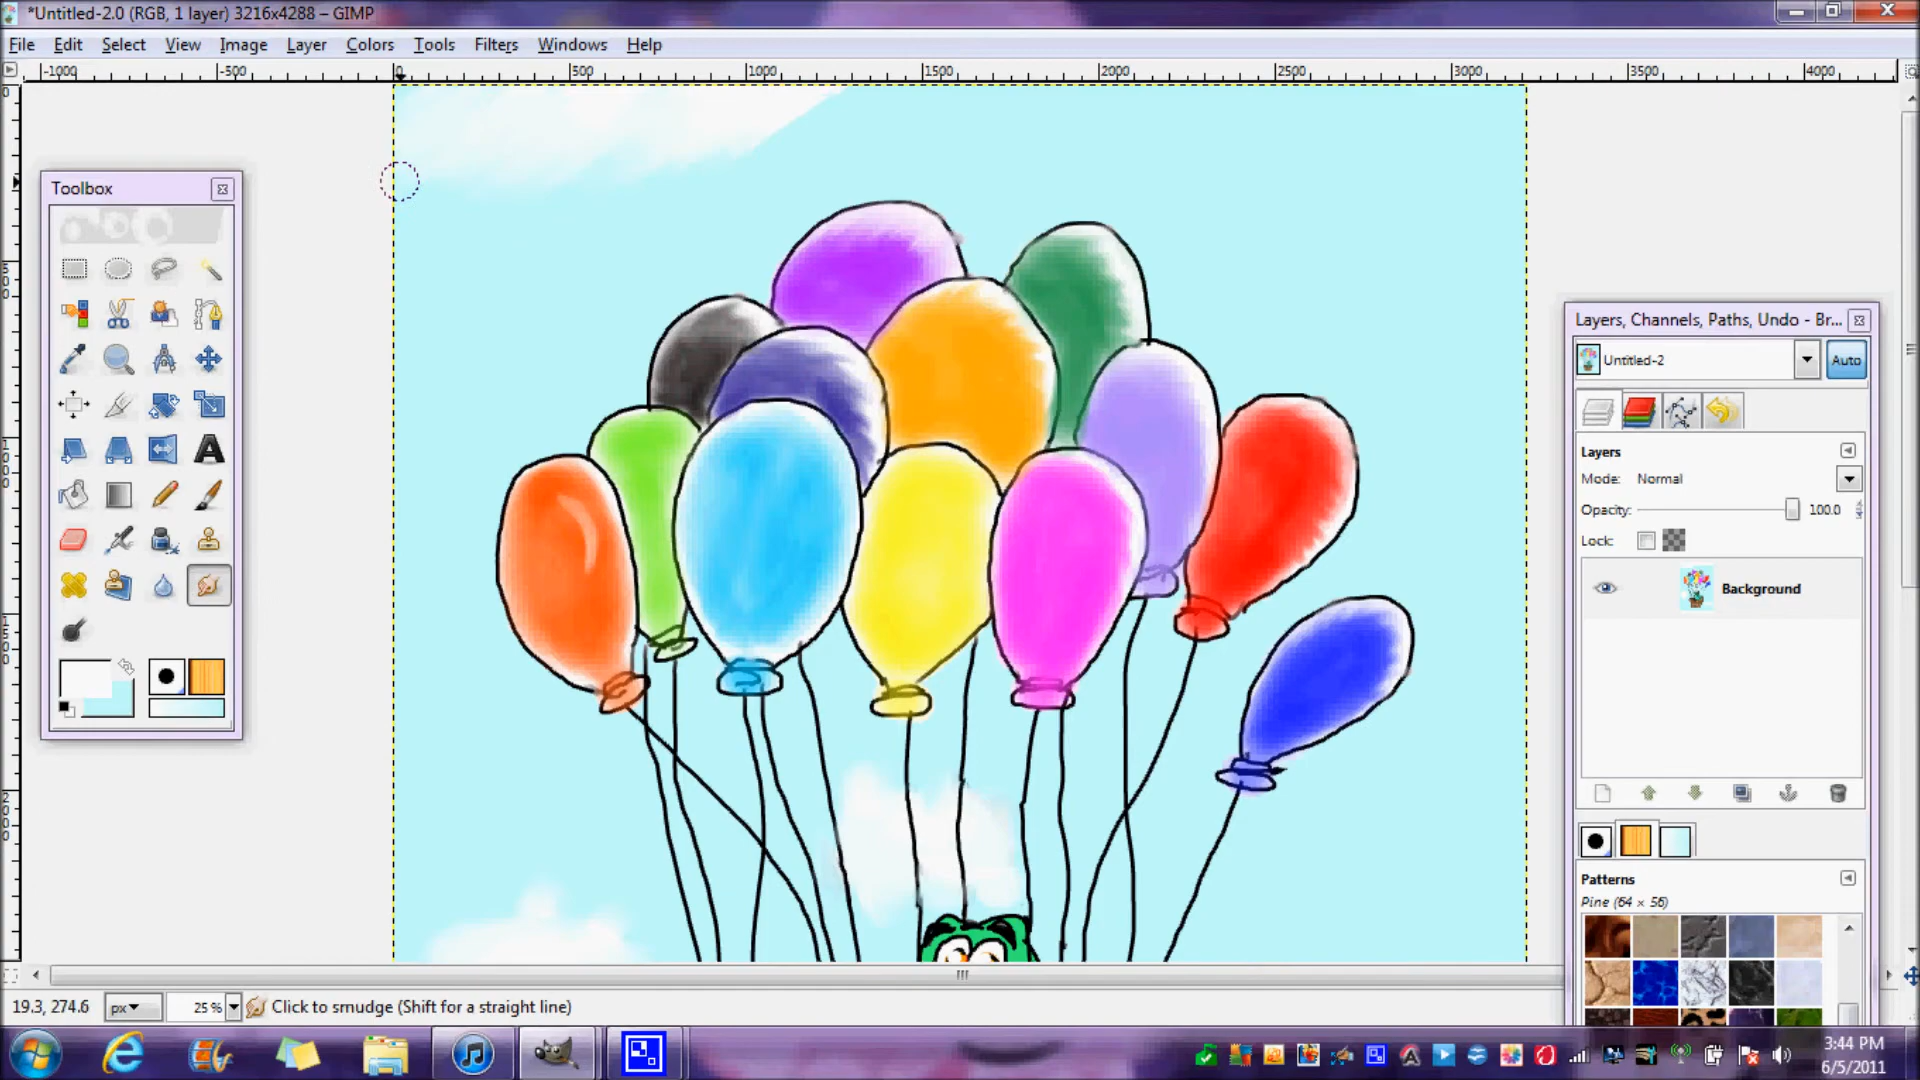 *Untitled-2.0 (RGB, 1 layer) 3216x4288 – GIMP
File Edit Select View Image Layer Colors Tools Filters Windows Help
-1000 -500 0 500 1000 1500 2000 2500 3000 3500 4000
Toolbox
Layers, Channels, Paths, Undo - Br...
Untitled-2 Auto
Layers
Mode: Normal
Opacity: 100.0
Lock:
Background
Patterns
Pine (64 × 56)
19.3, 274.6 px 25 % Click to smudge (Shift for a straight line)
3:44 PM
6/5/2011